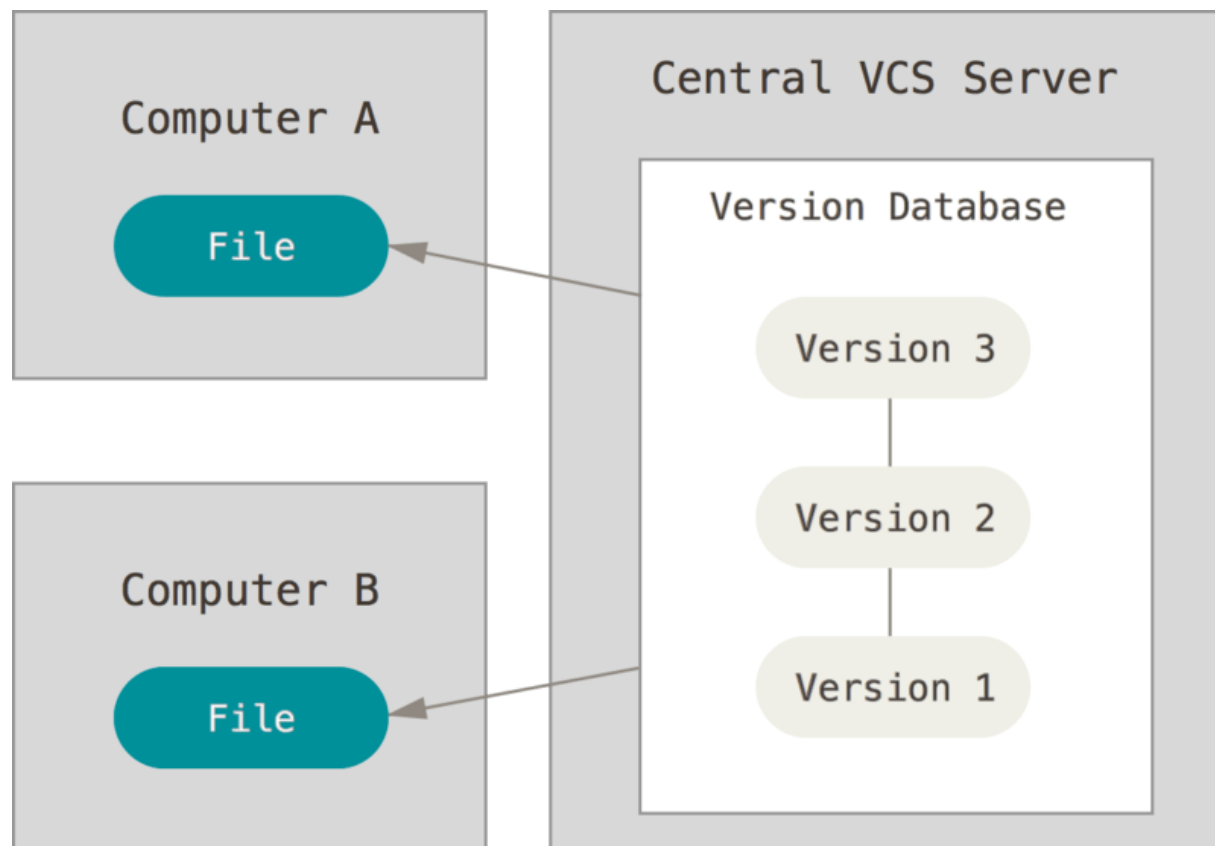 Computer A
File
Computer B
File
Central VCS Server
Version Database
Version 3
Version 2
Version 1